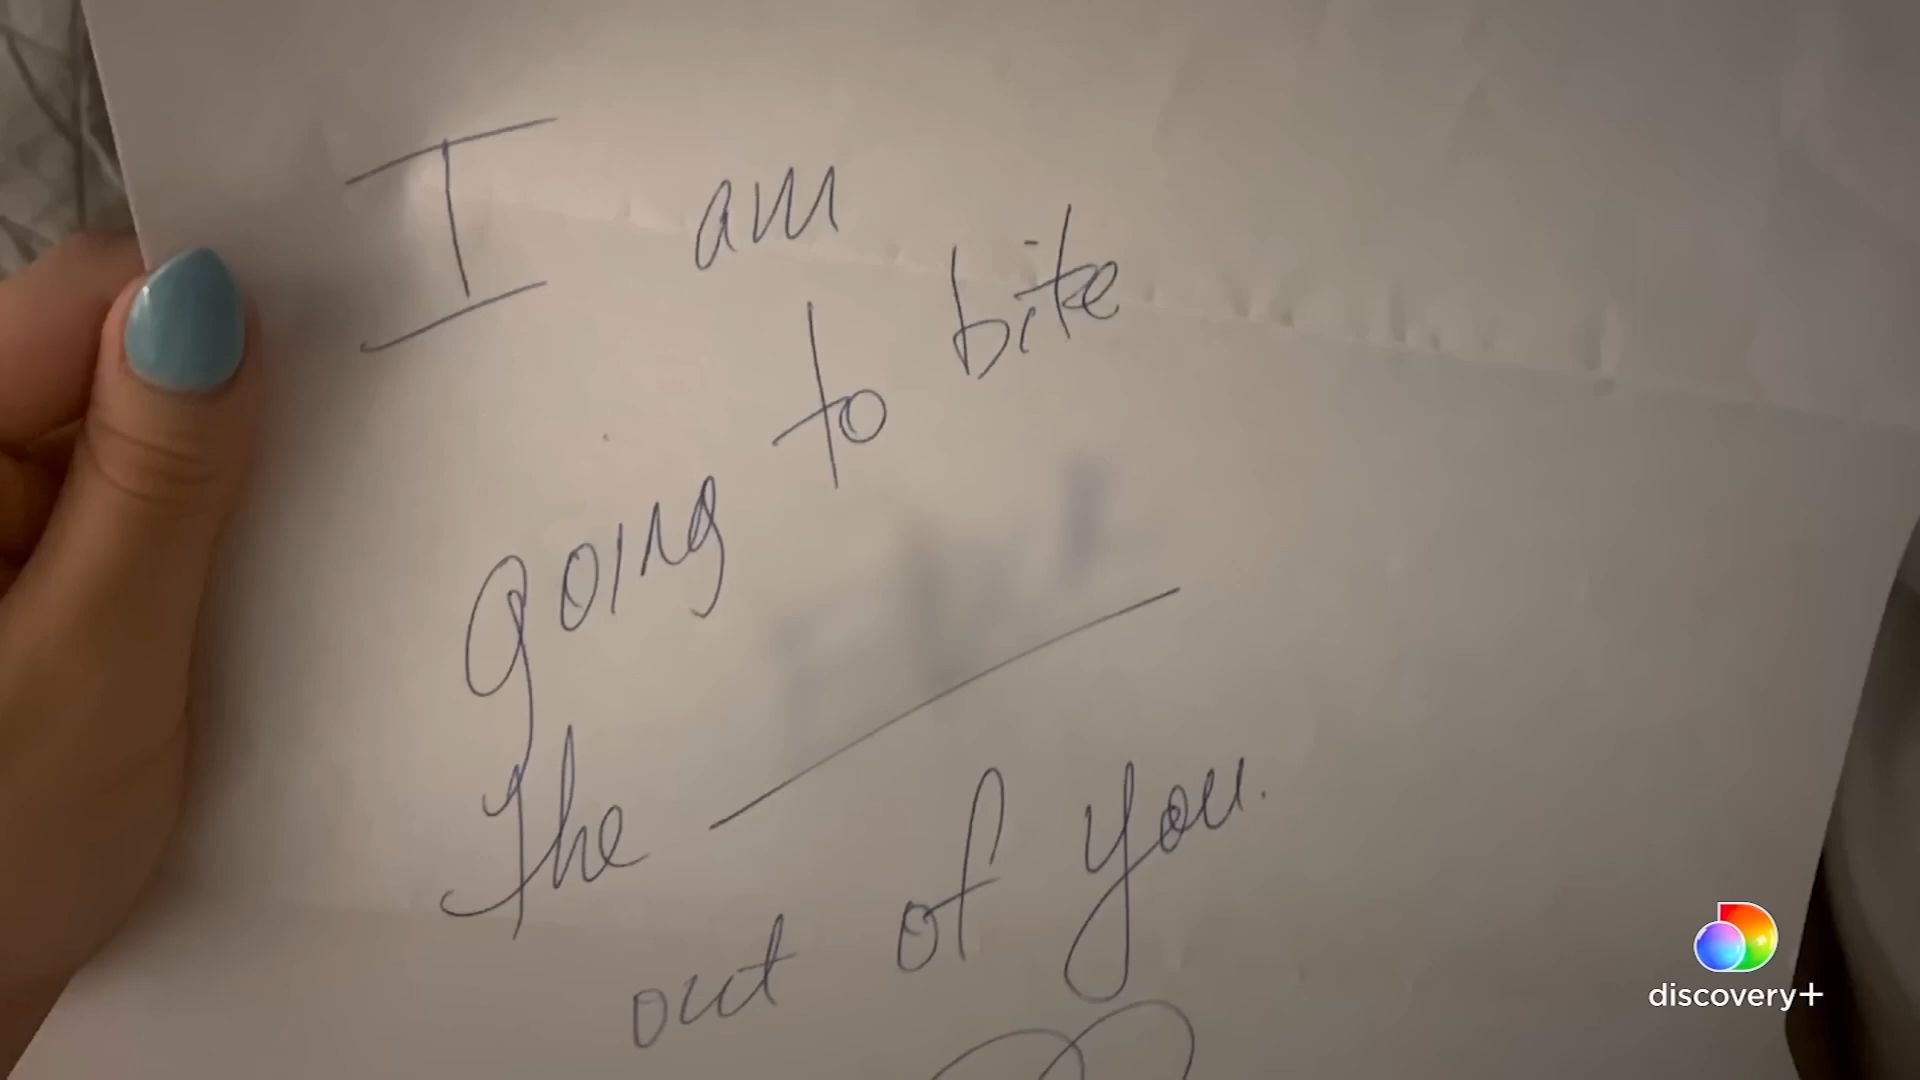 I am
going to bite
the
out of you.
discovery+